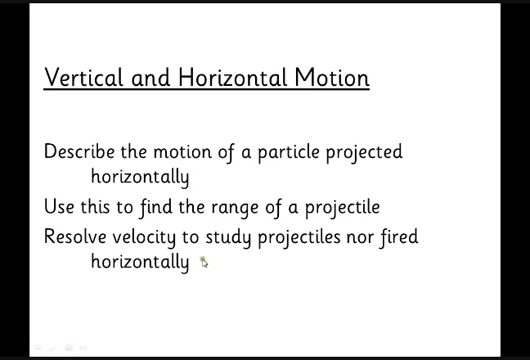 Vertical and Horizontal Motion
Describe the motion of a particle projected
horizontally
Use this to find the range of a projectile
Resolve velocity to study projectiles nor fired
horizontally